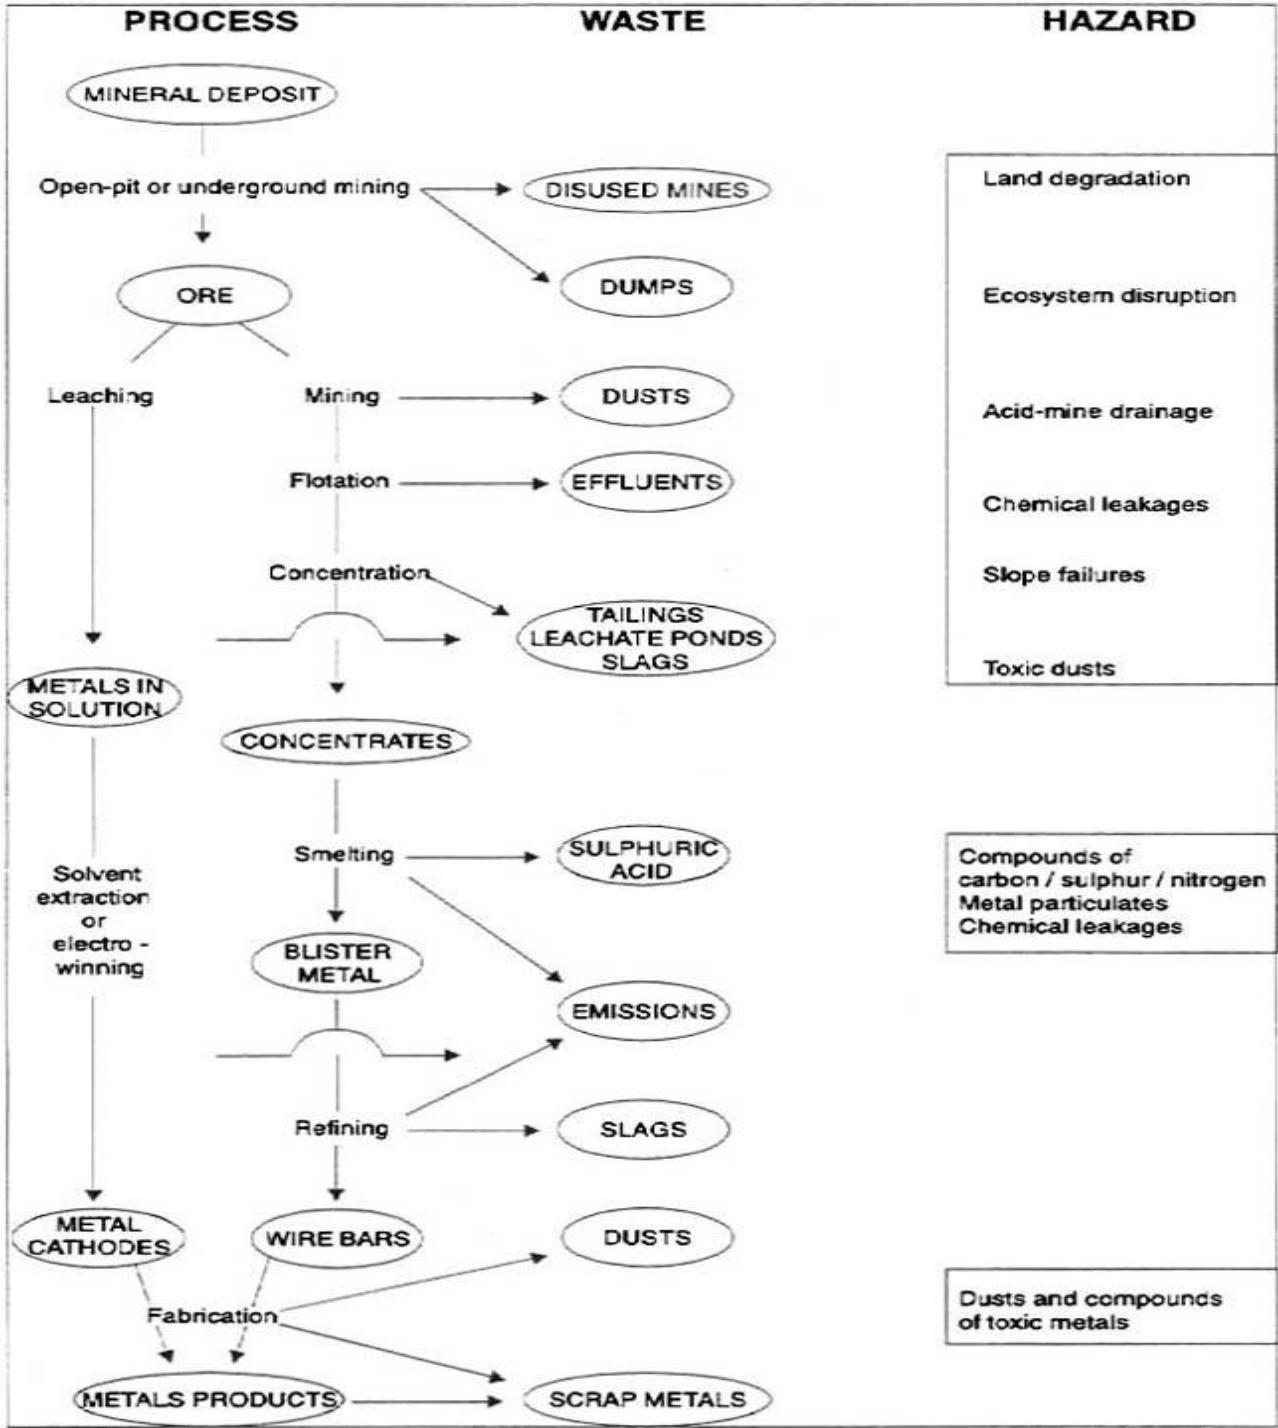 PROCESS WASTE HAZARD
MINERAL DEPOSIT
Open-pit or underground mining
DISUSED MINES
Land degradation
ORE
DUMPS
Ecosystem disruption
Leaching
Mining
DUSTS
Acid-mine drainage
Flotation
EFFLUENTS
Chemical leakages
Concentration
Slope failures
TAILINGS
LEACHATE PONDS
SLAGS
Toxic dusts
METALS IN
SOLUTION
CONCENTRATES
Smelting
SULPHURIC
ACID
Compounds of
carbon / sulphur / nitrogen
Metal particulates
Chemical leakages
Solvent
extraction
or
electro -
winning
BLISTER
METAL
EMISSIONS
Refining
SLAGS
METAL
CATHODES
WIRE BARS
DUSTS
Fabrication
Dusts and compounds
of toxic metals
METALS PRODUCTS
SCRAP METALS